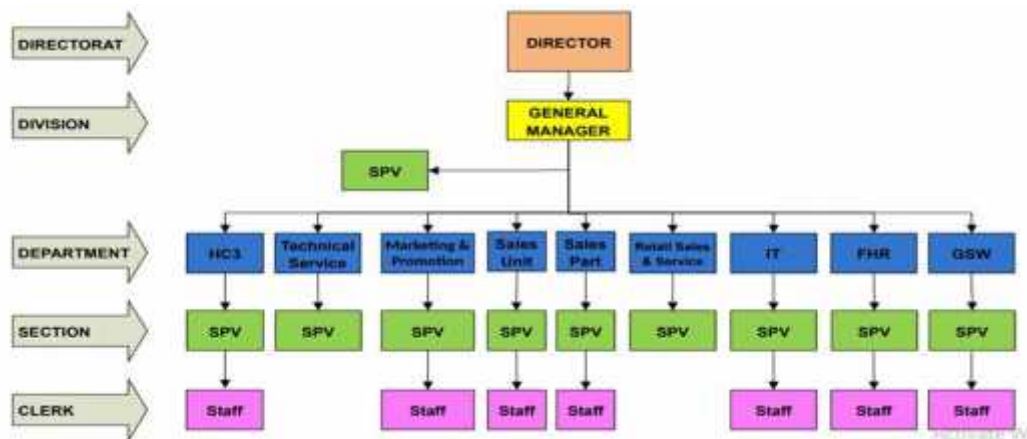 DIRECTORAT
DIRECTOR
DIVISION
GENERAL
MANAGER
SPV
DEPARTMENT
HC3
Technical
Service
Marketing &
Promotion
Sales
Unit
Sales
Part
Retail Sales
& Service
IT
FHR
GSW
SECTION
SPV
SPV
SPV
SPV
SPV
SPV
SPV
SPV
SPV
CLERK
Staff
Staff
Staff
Staff
Staff
Staff
Staff